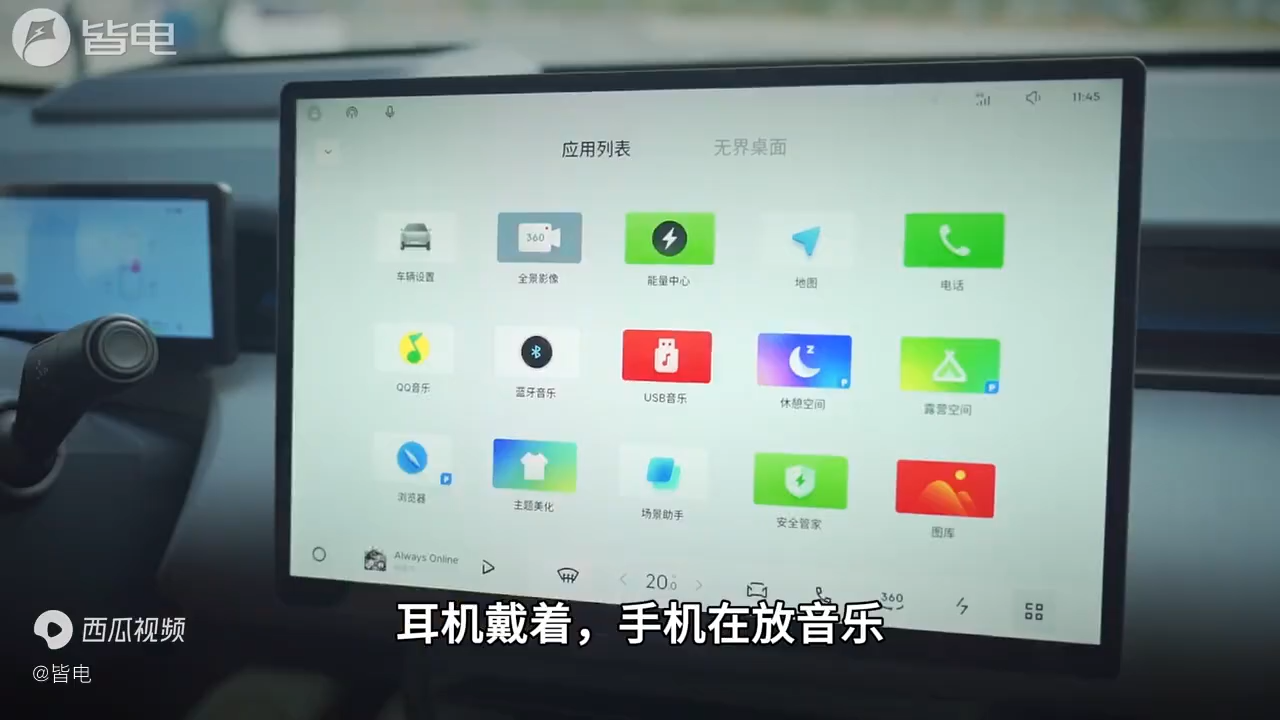 皆电
11:45
应用列表
无界桌面
360
车辆设置
全景影像
能量中心
地图
电话
QQ音乐
蓝牙音乐
USB音乐
休憩空间
露营空间
浏览器
主题美化
场景助手
安全管家
图库
Always Online
20.0
360
耳机戴着，手机在放音乐
西瓜视频
@皆电